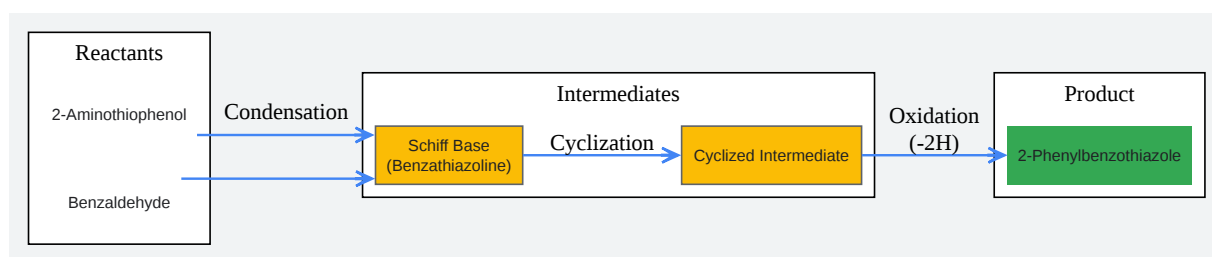 Reactants
2-Aminothiophenol
Benzaldehyde
Condensation
Intermediates
Schiff Base
(Benzathiazoline)
Cyclization
Cyclized Intermediate
Oxidation
(-2H)
Product
2-Phenylbenzothiazole